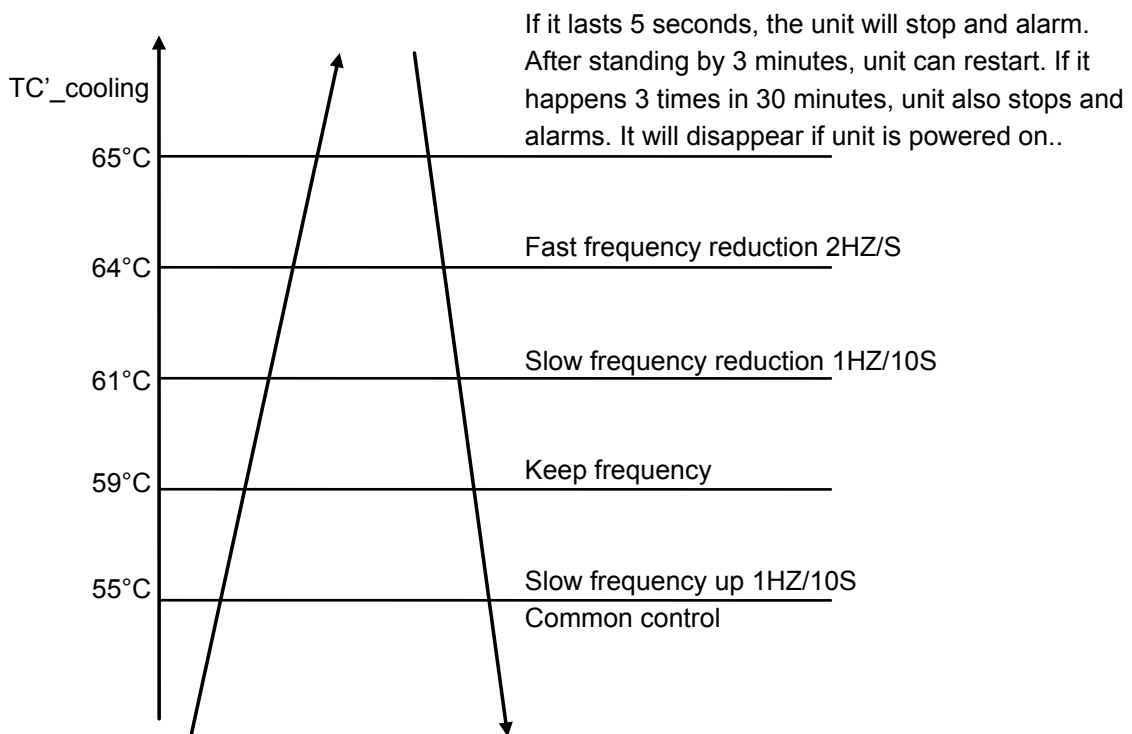 If it lasts 5 seconds, the unit will stop and alarm.
After standing by 3 minutes, unit can restart. If it
happens 3 times in 30 minutes, unit also stops and
alarms. It will disappear if unit is powered on..
TC’_cooling
65°C
Fast frequency reduction 2HZ/S
64°C
Slow frequency reduction 1HZ/10S
61°C
Keep frequency
59°C
Slow frequency up 1HZ/10S
55°C
Common control